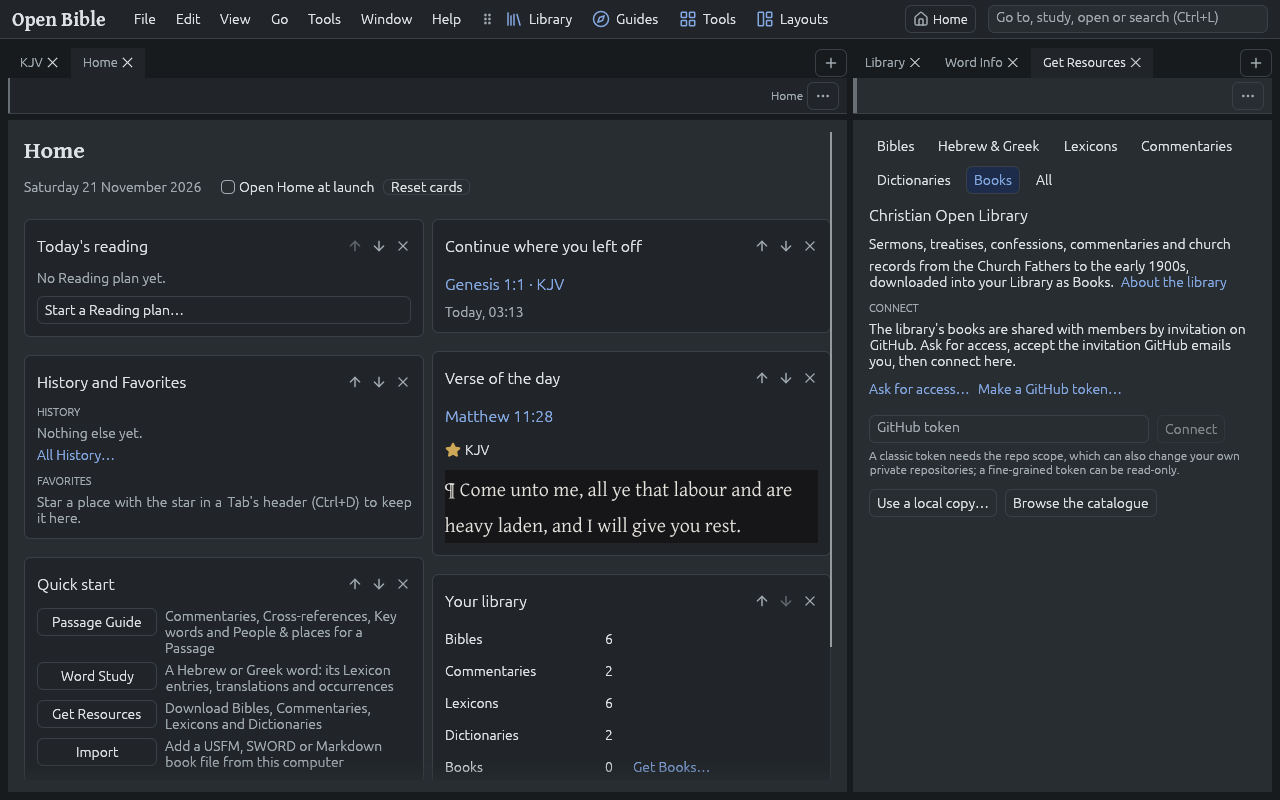 Open Bible
File Edit View Go Tools Window Help Library Guides Tools Layouts Home Go to, study, open or search (Ctrl+L)
KJV Home
Home
Home
Saturday 21 November 2026 Open Home at launch Reset cards
Today's reading
No Reading plan yet.
Start a Reading plan…
History and Favorites
HISTORY
Nothing else yet.
All History…
FAVORITES
Star a place with the star in a Tab's header (Ctrl+D) to keep
it here.
Quick start
Passage Guide
Commentaries, Cross-references, Key
words and People & places for a
Passage
Word Study
A Hebrew or Greek word: its Lexicon
entries, translations and occurrences
Get Resources
Download Bibles, Commentaries,
Lexicons and Dictionaries
Import
Add a USFM, SWORD or Markdown
book file from this computer
Continue where you left off
Genesis 1:1 · KJV
Today, 03:13
Verse of the day
Matthew 11:28
KJV
¶ Come unto me, all ye that labour and are
heavy laden, and I will give you rest.
Your library
Bibles 6
Commentaries 2
Lexicons 6
Dictionaries 2
Books 0 Get Books…
Library Word Info Get Resources
Bibles Hebrew & Greek Lexicons Commentaries
Dictionaries Books All
Christian Open Library
Sermons, treatises, confessions, commentaries and church
records from the Church Fathers to the early 1900s,
downloaded into your Library as Books. About the library
CONNECT
The library's books are shared with members by invitation on
GitHub. Ask for access, accept the invitation GitHub emails
you, then connect here.
Ask for access… Make a GitHub token…
GitHub token Connect
A classic token needs the repo scope, which can also change your own
private repositories; a fine-grained token can be read-only.
Use a local copy… Browse the catalogue